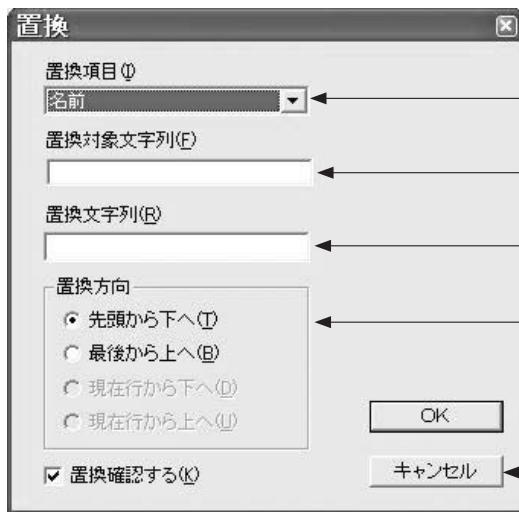 置換
置換項目(I)
名前
置換対象文字列(F)
置換文字列(R)
置換方向
先頭から下へ(T)
最後から上へ(B)
現在行から下へ(D)
現在行から上へ(U)
OK
置換確認する(K)
キャンセル